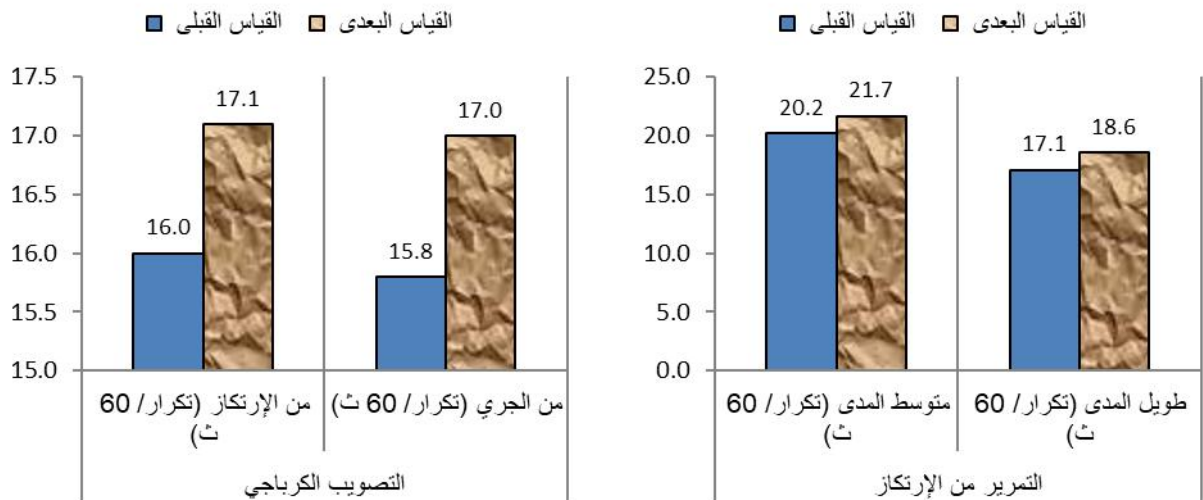 القياس القبلى القياس البعدى
17.5
17.0
16.5
16.0
15.5
15.0
16.0
17.1
15.8
17.0
من الإرتكاز (تكرار/ 60
ث)
من الجري (تكرار/ 60 ث)
التصويب الكرباجي
القياس القبلى القياس البعدى
25.0
20.0
15.0
10.0
5.0
0.0
20.2
21.7
17.1
18.6
متوسط المدى (تكرار/ 60
ث)
طويل المدى (تكرار/ 60
ث)
التمرير من الإرتكاز